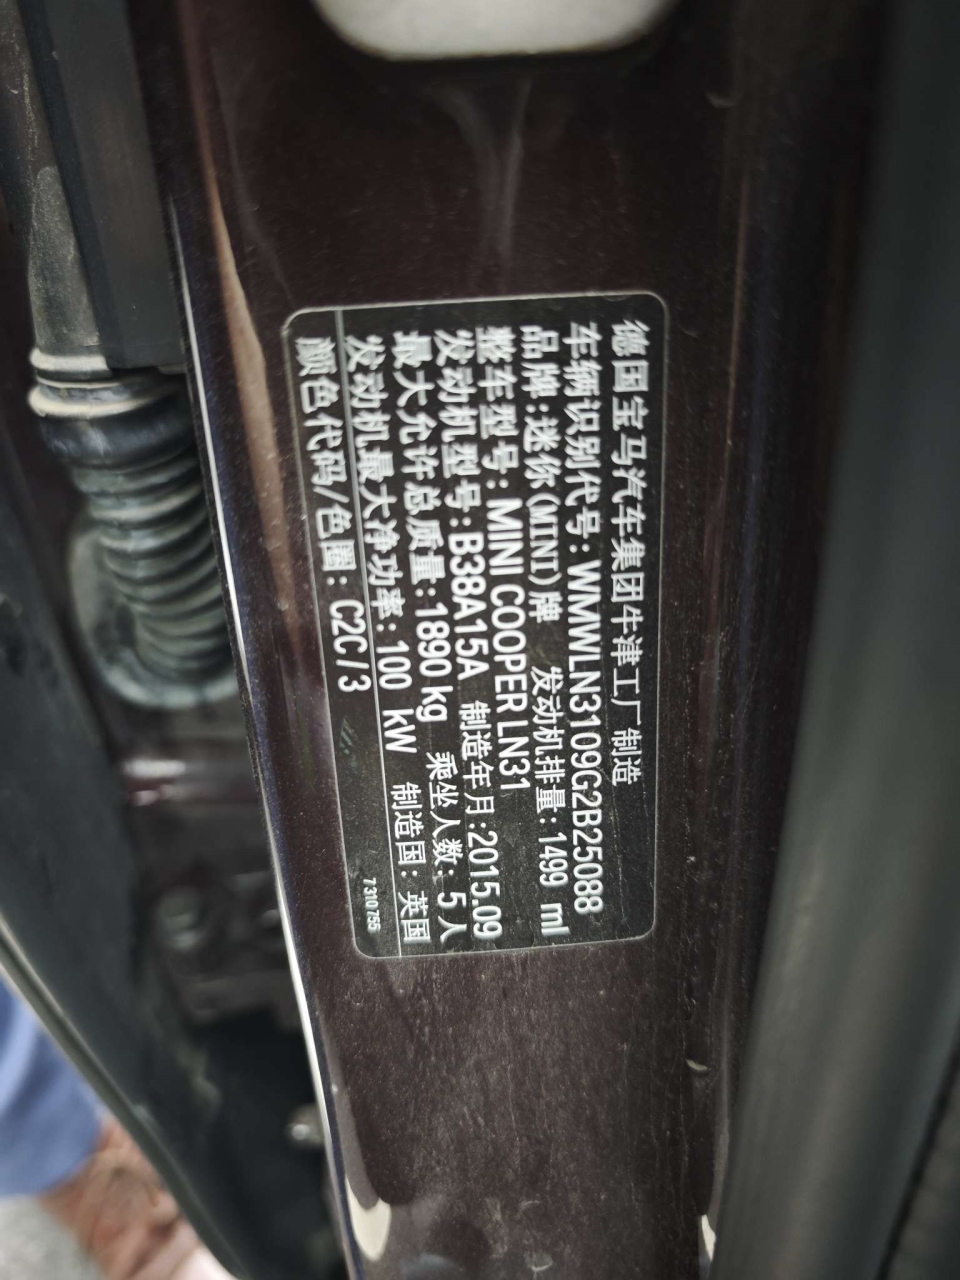 德国宝马汽车集团牛津工厂制造
车辆识别代号：WMWLN3109G2B25088
品牌：迷你(MINI)牌 发动机排量：1499 ml
整车型号：MINI COOPER LN31
发动机型号：B38A15A 制造年月：2015.09
最大允许总质量：1890 kg 乘坐人数：5人
发动机最大净功率：100 kW 制造国：英国
颜色代码/色圈：C2C/3 7 310 755